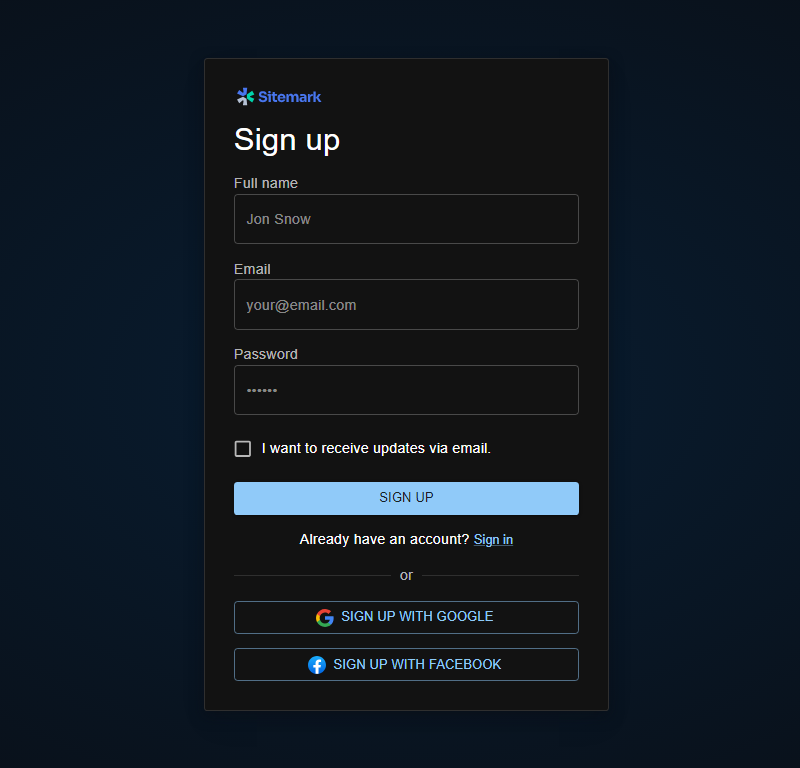 Sitemark
Sign up
Full name
Jon Snow
Email
your@email.com
Password
••••••
I want to receive updates via email.
SIGN UP
Already have an account? Sign in
or
SIGN UP WITH GOOGLE
SIGN UP WITH FACEBOOK